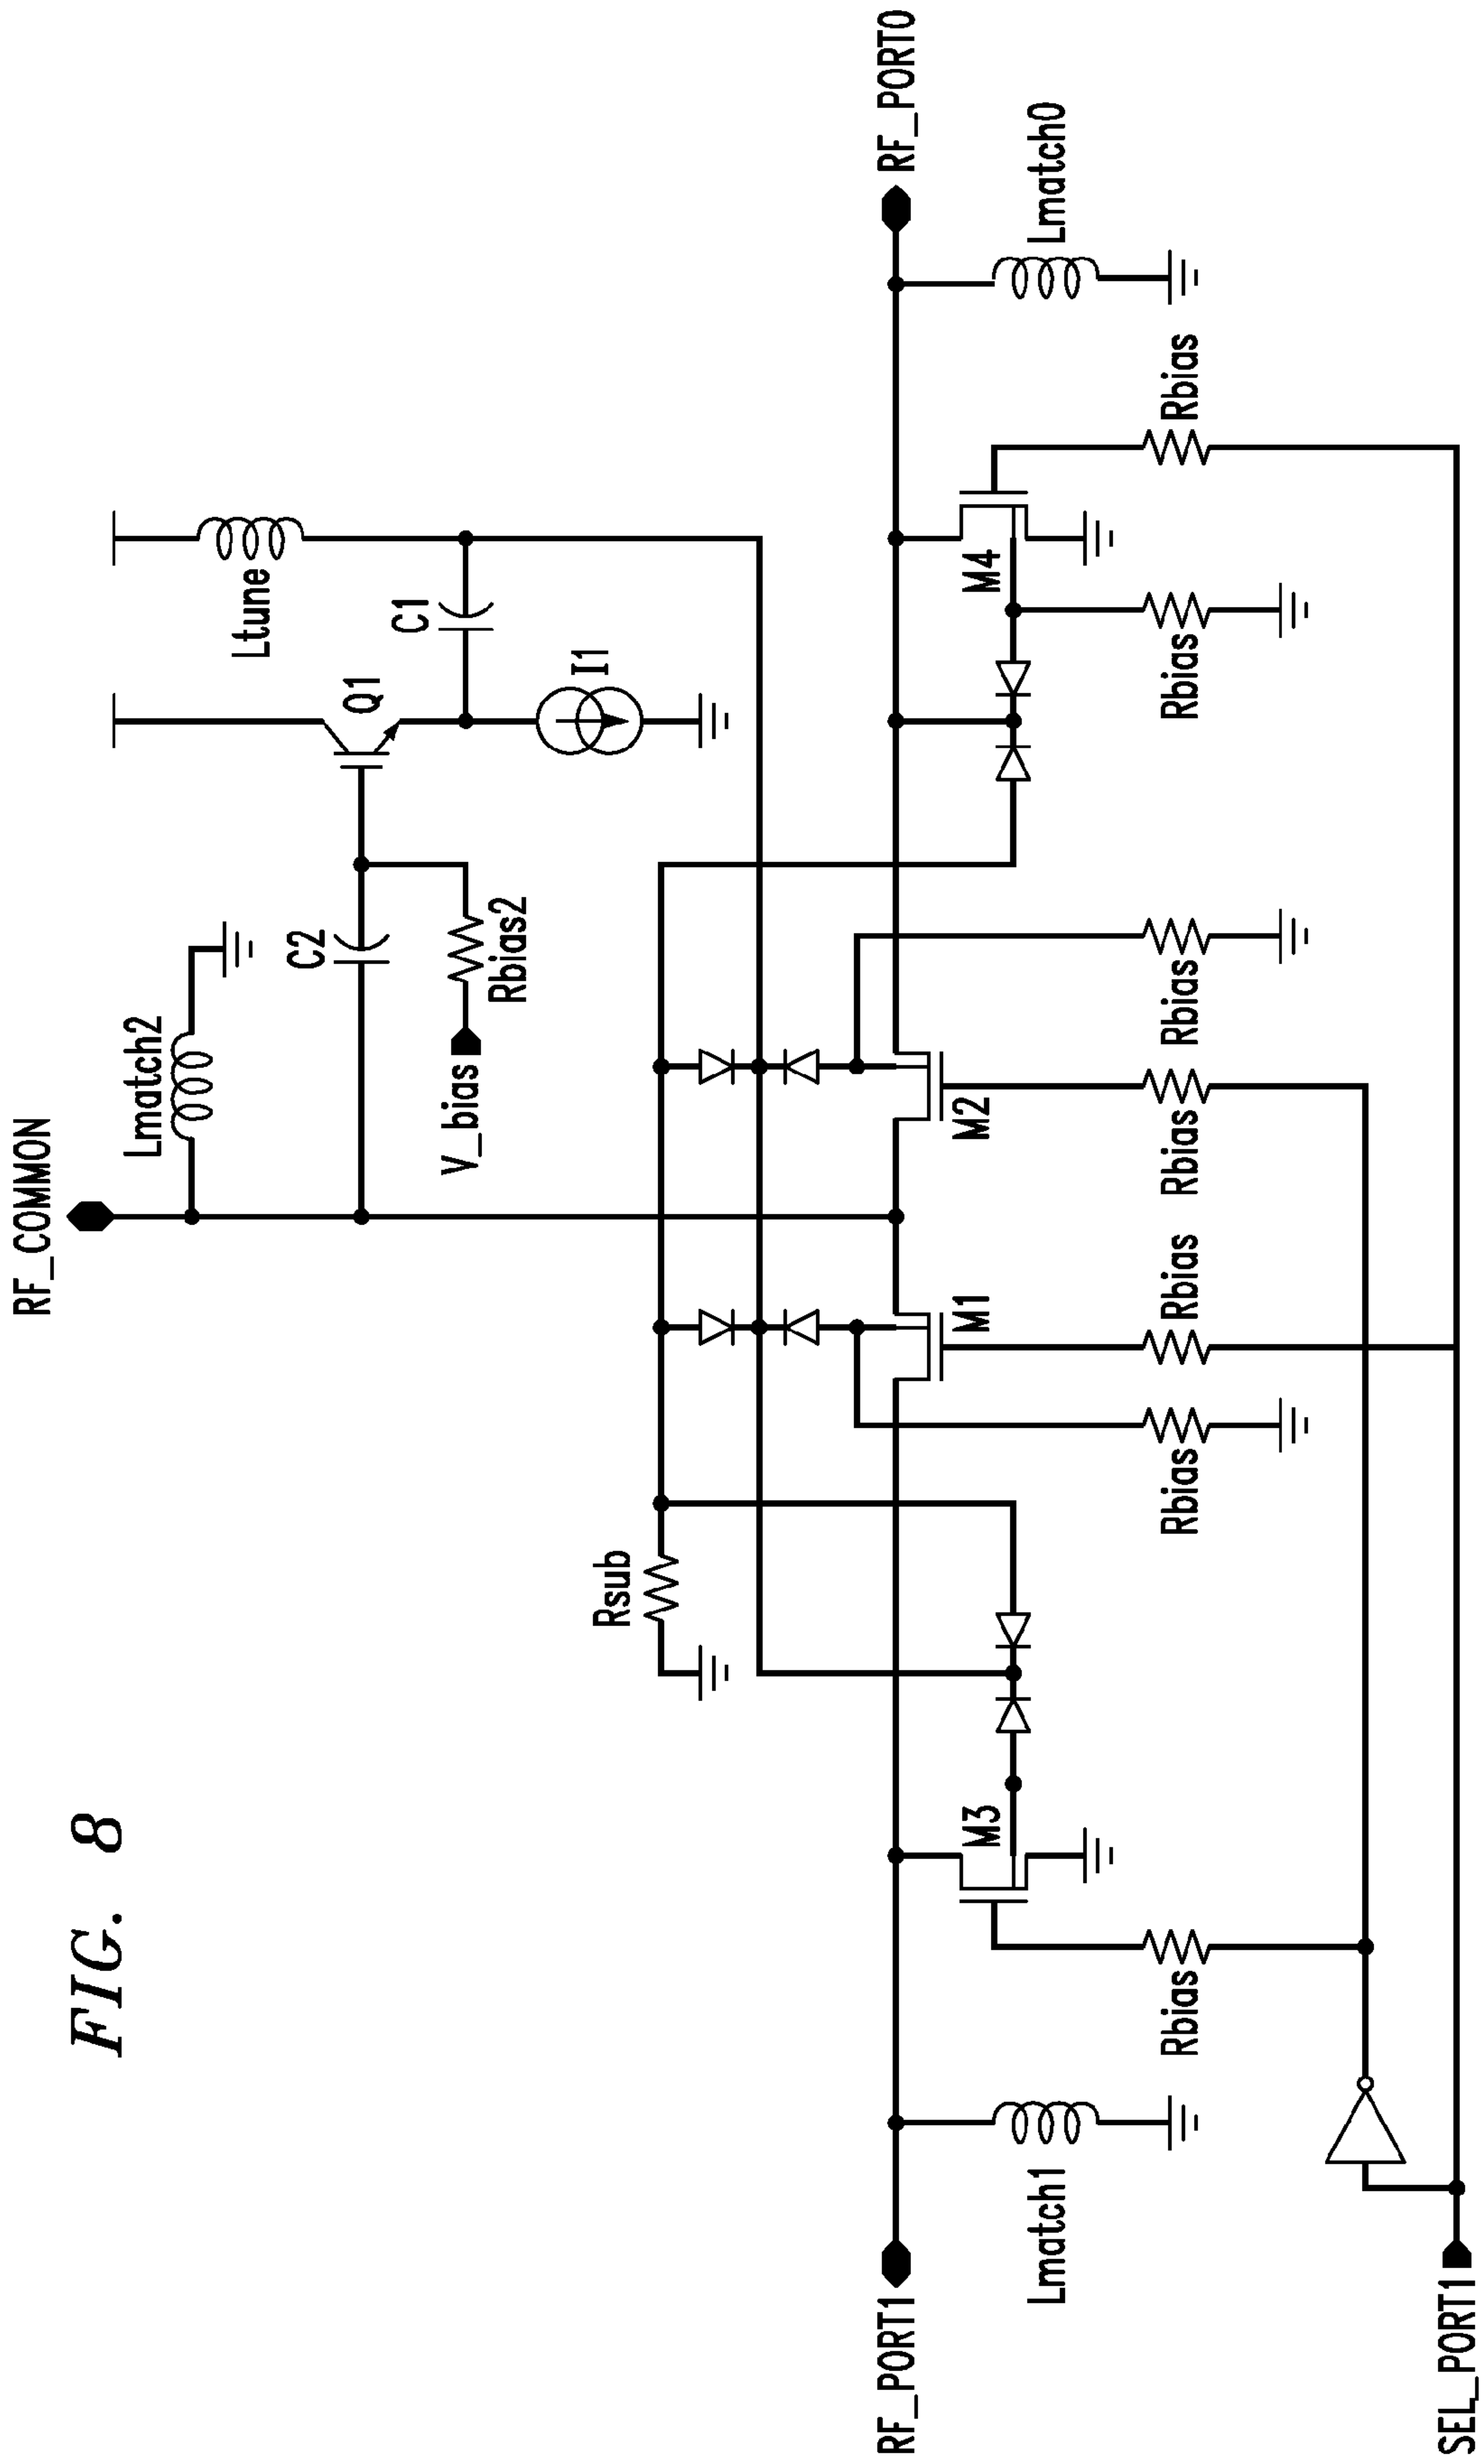 FIG. 8
RF_COMMON
Lmatch2
C2
V_bias
Rbias2
Q1
I1
C1
Ltune
Rsub
RF_PORT1
Lmatch1
M3
Rbias
Rbias
M1
Rbias
M2
Rbias
Rbias
M4
Rbias
Rbias
Lmatch0
RF_PORT0
SEL_PORT1